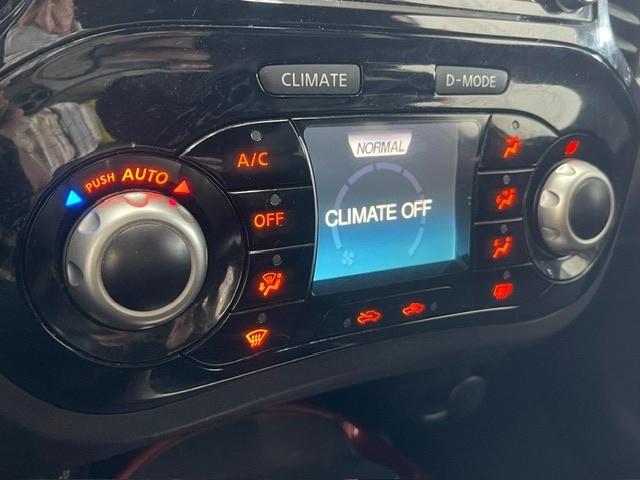 CLIMATE
D-MODE
PUSH AUTO
A/C
OFF
NORMAL
CLIMATE OFF